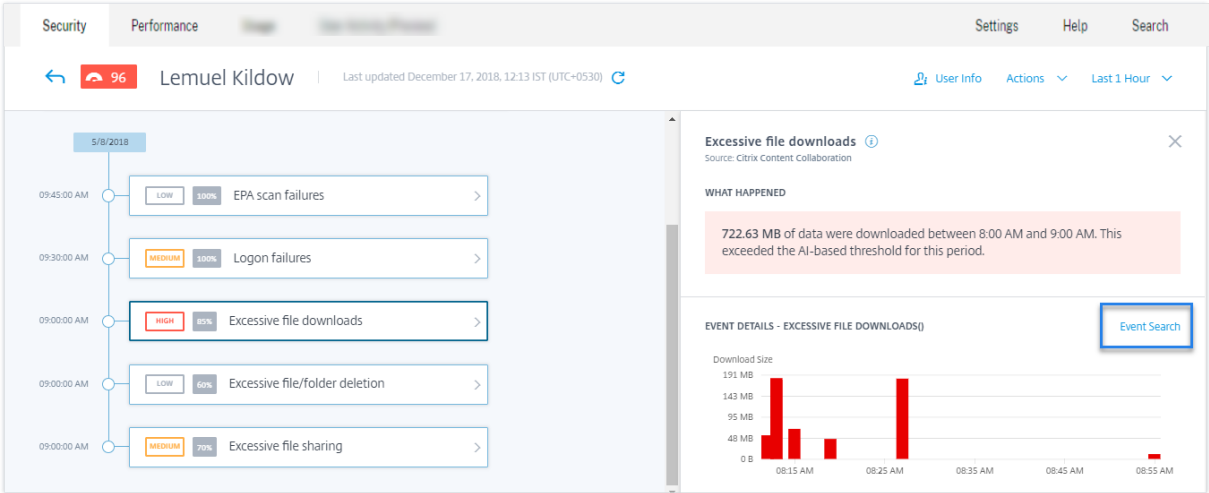 Security Performance Settings Help Search
96 Lemuel Kildow Last updated December 17, 2018, 12:13 IST (UTC+0530) User Info Actions Last 1 Hour
5/8/2018
09:45:00 AM LOW 100% EPA scan failures
09:30:00 AM MEDIUM 100% Logon failures
09:00:00 AM HIGH 85% Excessive file downloads
09:00:00 AM LOW 60% Excessive file/folder deletion
09:00:00 AM MEDIUM 70% Excessive file sharing
Excessive file downloads
Source: Citrix Content Collaboration
WHAT HAPPENED
722.63 MB of data were downloaded between 8:00 AM and 9:00 AM. This
exceeded the AI-based threshold for this period.
EVENT DETAILS - EXCESSIVE FILE DOWNLOADS() Event Search
Download Size
191 MB
143 MB
95 MB
48 MB
0 B
08:15 AM 08:25 AM 08:35 AM 08:45 AM 08:55 AM